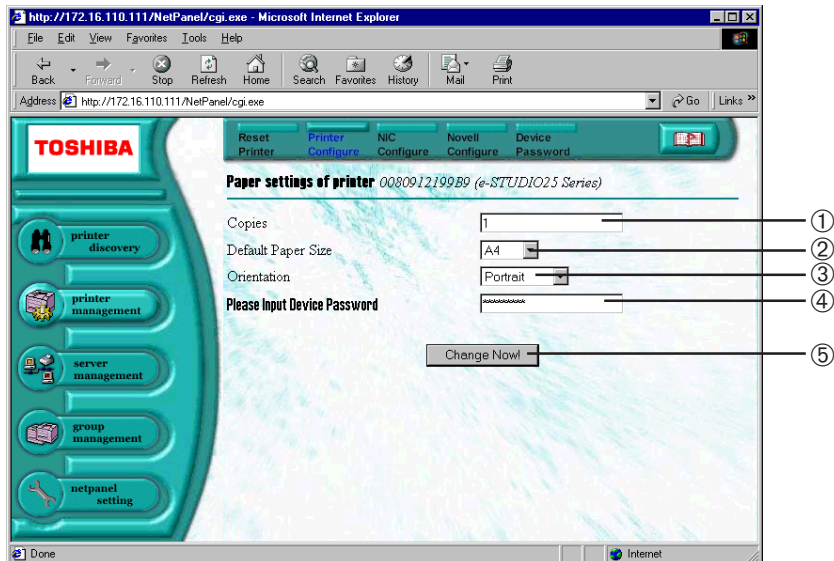 http://172.16.110.111/NetPanel/cgi.exe - Microsoft Internet Explorer
File Edit View Favorites Tools Help
Back Forward Stop Refresh Home Search Favorites History Mail Print
Address http://172.16.110.111/NetPanel/cgi.exe Go Links »
TOSHIBA
Reset Printer
Printer Configure
NIC Configure
Novell Configure
Device Password
Paper settings of printer 0080912199B9 (e-STUDIO25 Series)
Copies 1 ①
Default Paper Size A4 ②
Orientation Portrait ③
Please Input Device Password ********* ④
Change Now! ⑤
printer discovery
printer management
server management
group management
netpanel setting
Done Internet